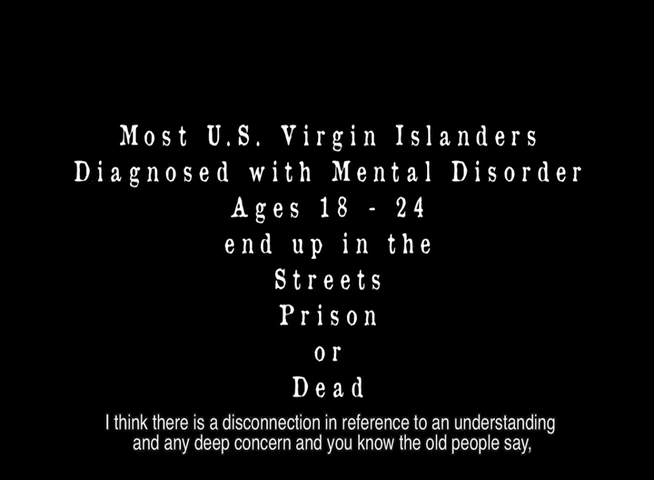 Most U.S. Virgin Islanders
Diagnosed with Mental Disorder
Ages 18 - 24
end up in the
Streets
Prison
or
Dead
I think there is a disconnection in reference to an understanding
and any deep concern and you know the old people say,